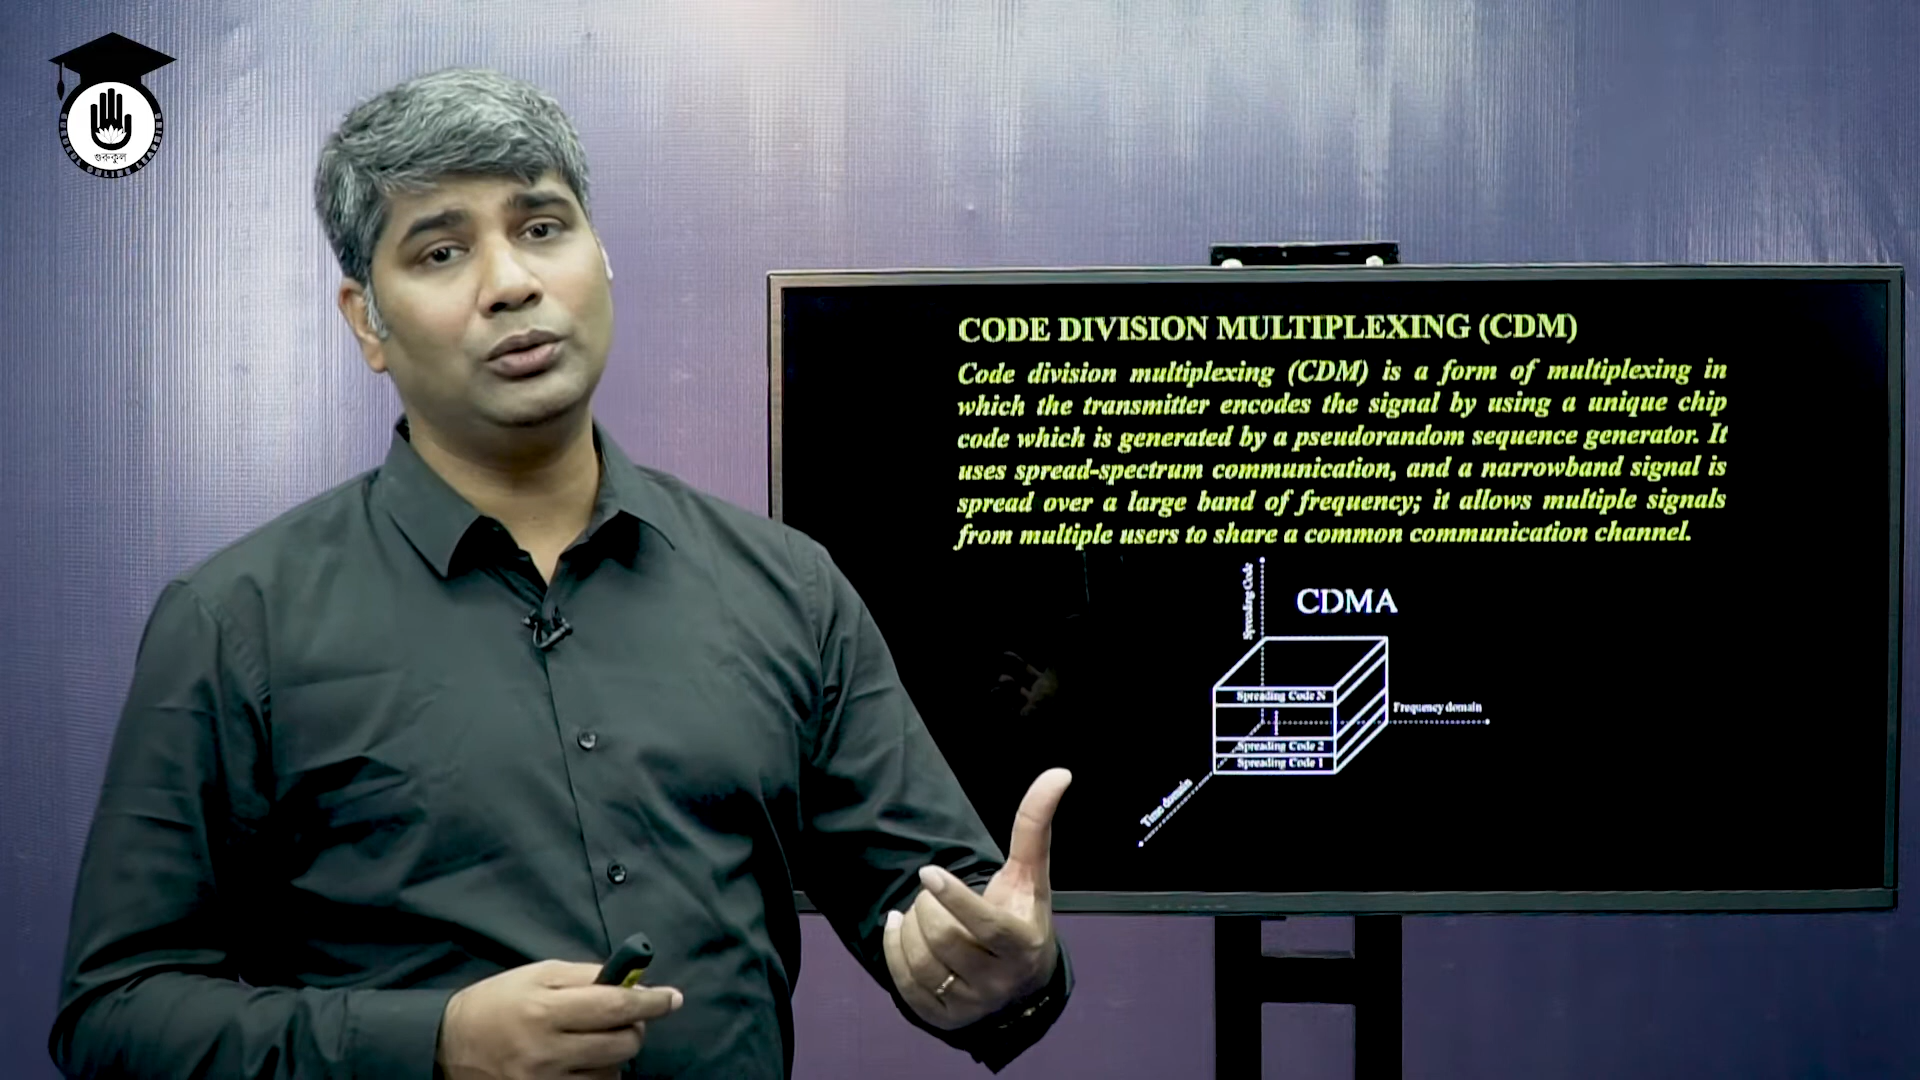 গুরুকুল
GURUKUL ONLINE LEARNING
CODE DIVISION MULTIPLEXING (CDM)
Code division multiplexing (CDM) is a form of multiplexing in
which the transmitter encodes the signal by using a unique chip
code which is generated by a pseudorandom sequence generator. It
uses spread-spectrum communication, and a narrowband signal is
spread over a large band of frequency; it allows multiple signals
from multiple users to share a common communication channel.
Spreading Code
CDMA
Spreading Code N
Frequency domain
Spreading Code 2
Spreading Code 1
Time domain